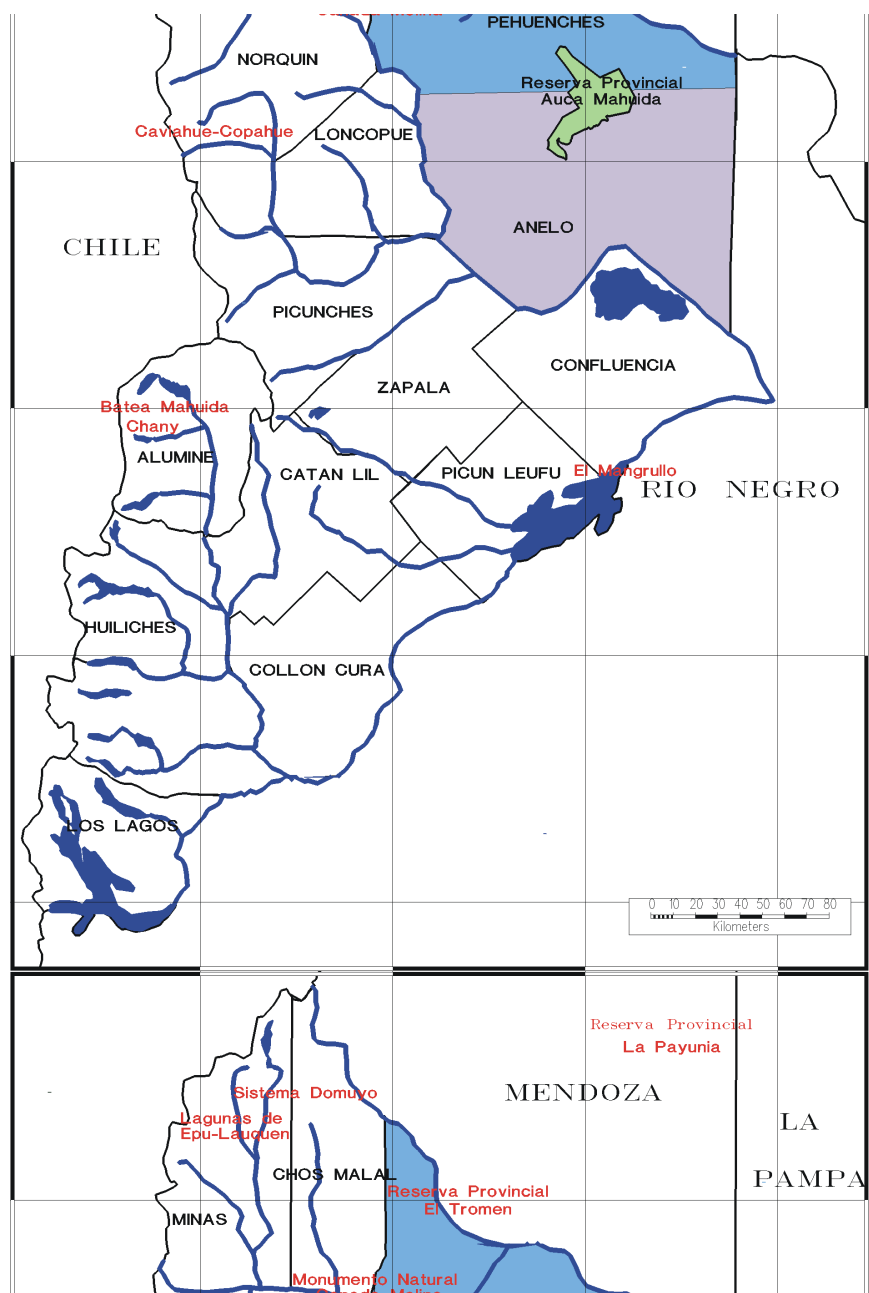 PEHUENCHES
NORQUIN
Reserva Provincial
Auca Mahuida
Caviahue-Copahue
LONCOPUE
ANELO
CHILE
PICUNCHES
CONFLUENCIA
ZAPALA
Batea Mahuida
Chany
ALUMINE
CATAN LIL
PICUN LEUFU
El Mangrullo
RIO NEGRO
HUILICHES
COLLON CURA
LOS LAGOS
0 10 20 30 40 50 60 70 80
Kilometers
Reserva Provincial
La Payunia
MENDOZA
Sistema Domuyo
Lagunas de
Epu-Lauquen
LA
PAMPA
CHOS MALAL
Reserva Provincial
El Tromen
MINAS
Monumento Natural